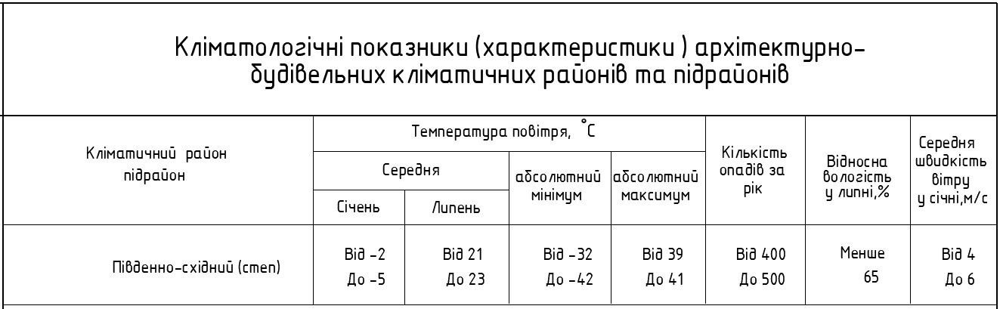 Кліматологічні показники (характеристики ) архітектурно-
будівельних кліматичних районів та підрайонів
Кліматичний район
підрайон
Температура повітря, °С
Середня
Січень
Липень
абсолютний
мінімум
абсолютний
максимум
Кількість
опадів за
рік
Відносна
вологість
у липні,%
Середня
швидкість
вітру
у січні,м/с
Південно-східний (степ)
Від -2
До -5
Від 21
До 23
Від -32
До -42
Від 39
До 41
Від 400
До 500
Менше
65
Від 4
До 6